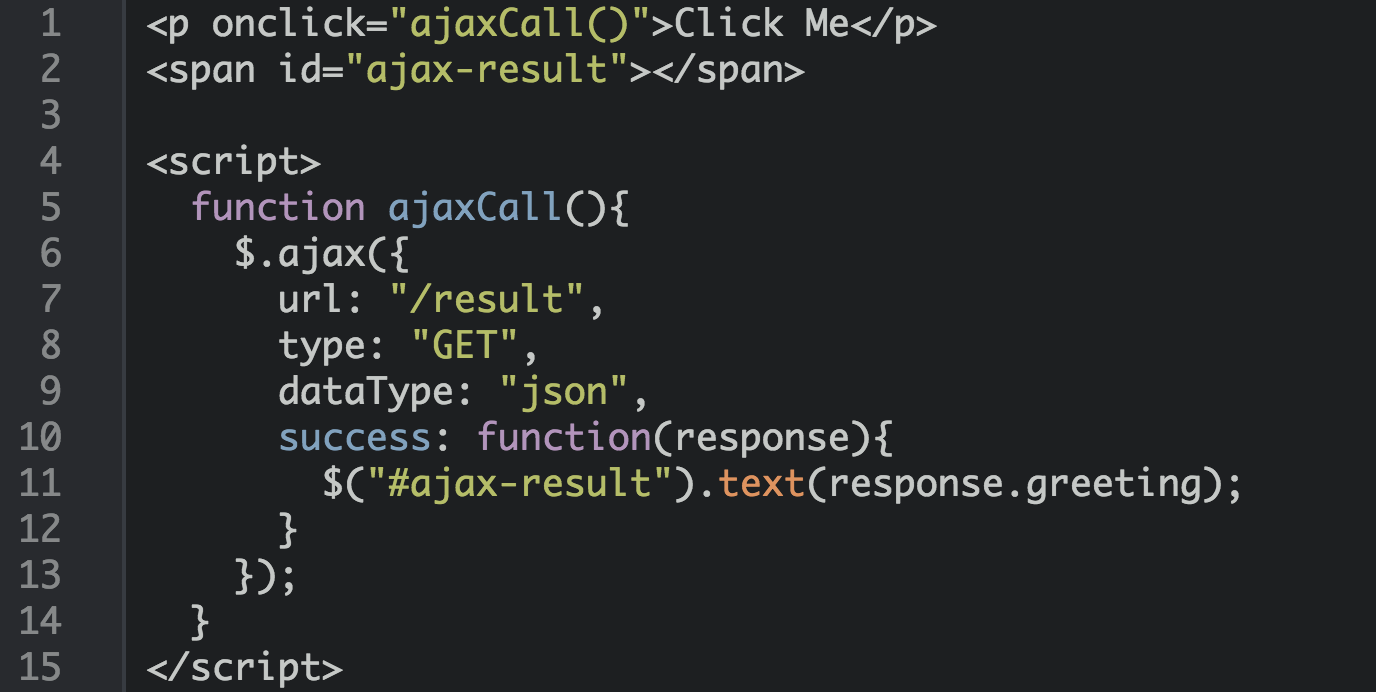 1 <p onclick="ajaxCall()">Click Me</p>
2 <span id="ajax-result"></span>
3
4 <script>
5   function ajaxCall(){
6     $.ajax({
7       url: "/result",
8       type: "GET",
9       dataType: "json",
10       success: function(response){
11         $("#ajax-result").text(response.greeting);
12       }
13     });
14   }
15 </script>